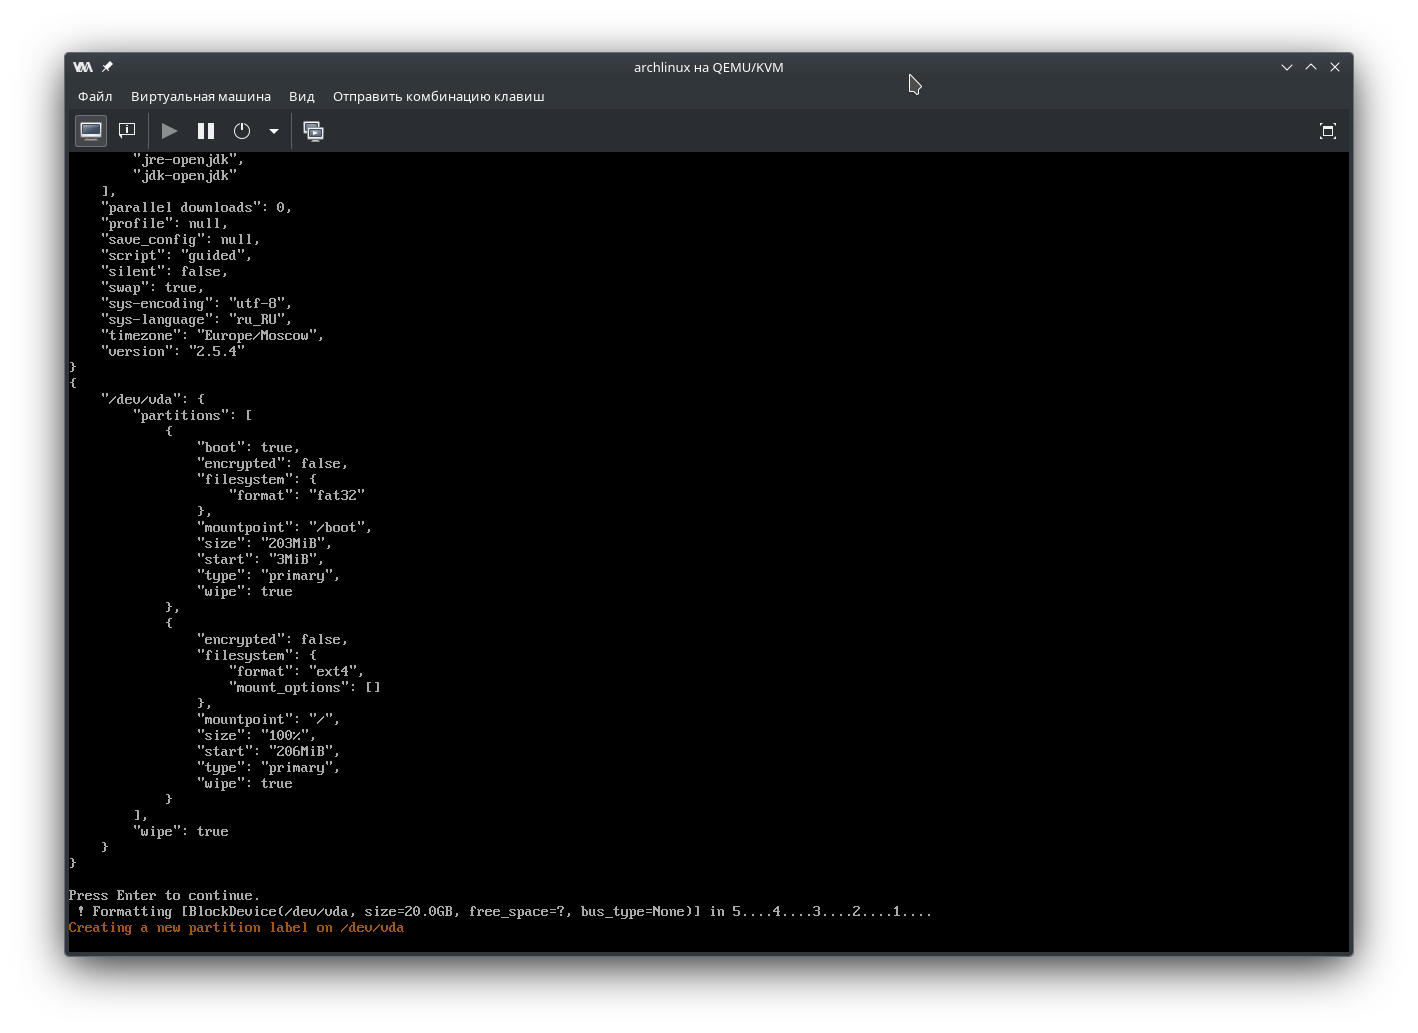 archlinux на QEMU/KVM
Файл Виртуальная машина Вид Отправить комбинацию клавиш
"jre-openjdk",
"jdk-openjdk"
],
"parallel downloads": 0,
"profile": null,
"save_config": null,
"script": "guided",
"silent": false,
"swap": true,
"sys-encoding": "utf-8",
"sys-language": "ru_RU",
"timezone": "Europe/Moscow",
"version": "2.5.4"
}
{
"/dev/vda": {
"partitions": [
{
"boot": true,
"encrypted": false,
"filesystem": {
"format": "fat32"
},
"mountpoint": "/boot",
"size": "203MiB",
"start": "3MiB",
"type": "primary",
"wipe": true
},
{
"encrypted": false,
"filesystem": {
"format": "ext4",
"mount_options": []
},
"mountpoint": "/",
"size": "100%",
"start": "206MiB",
"type": "primary",
"wipe": true
}
],
"wipe": true
}
}
Press Enter to continue.
! Formatting [BlockDevice(/dev/vda, size=20.0GB, free_space=?, bus_type=None)] in 5....4....3....2....1....
Creating a new partition label on /dev/vda